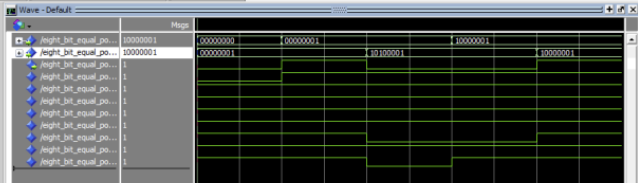 Wave - Default
Msgs
/eight_bit_equal_po... 10000001 00000000 00000001 10000001
/eight_bit_equal_po... 10000001 00000001 10100001 10000001
/eight_bit_equal_po... 1
/eight_bit_equal_po... 1
/eight_bit_equal_po... 1
/eight_bit_equal_po... 1
/eight_bit_equal_po... 1
/eight_bit_equal_po... 1
/eight_bit_equal_po... 1
/eight_bit_equal_po... 1
/eight_bit_equal_po... 1